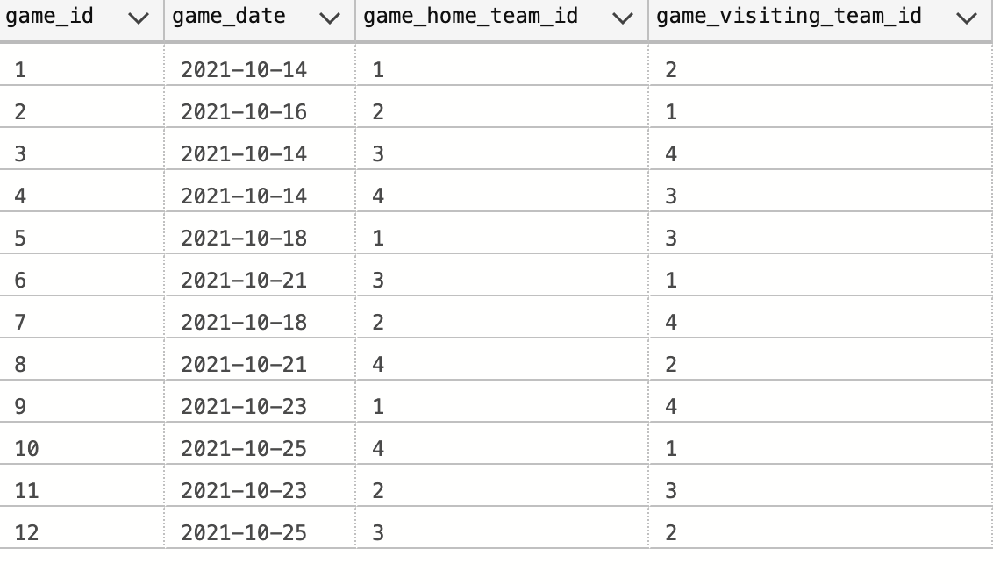 game_id game_date game_home_team_id game_visiting_team_id
1 2021-10-14 1 2
2 2021-10-16 2 1
3 2021-10-14 3 4
4 2021-10-14 4 3
5 2021-10-18 1 3
6 2021-10-21 3 1
7 2021-10-18 2 4
8 2021-10-21 4 2
9 2021-10-23 1 4
10 2021-10-25 4 1
11 2021-10-23 2 3
12 2021-10-25 3 2